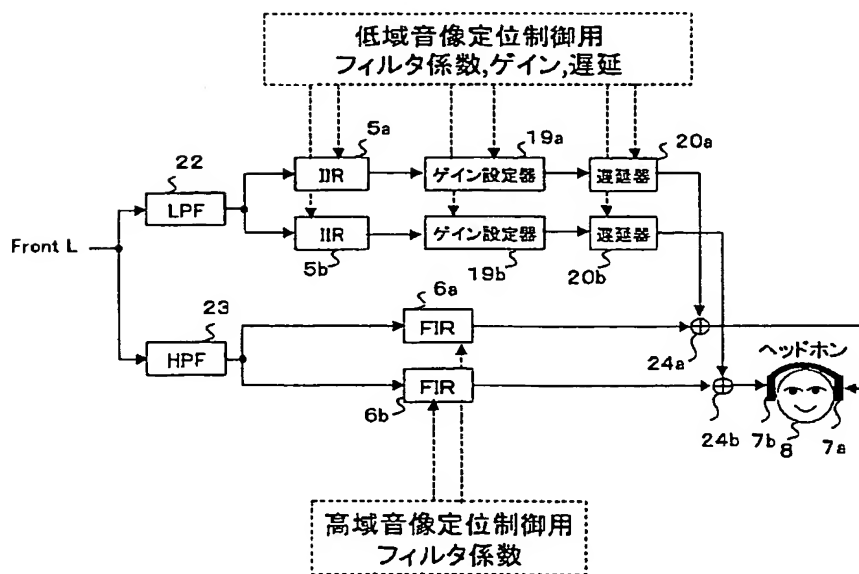 低域音像定位制御用
フィルタ係数,ゲイン,遅延
5a
19a
20a
22
IIR
ゲイン設定器
遅延器
LPF
IIR
ゲイン設定器
遅延器
Front L
5b
19b
20b
6a
23
FIR
24a
ヘッドホン
HPF
FIR
6b
24b
7b
8
7a
高域音像定位制御用
フィルタ係数